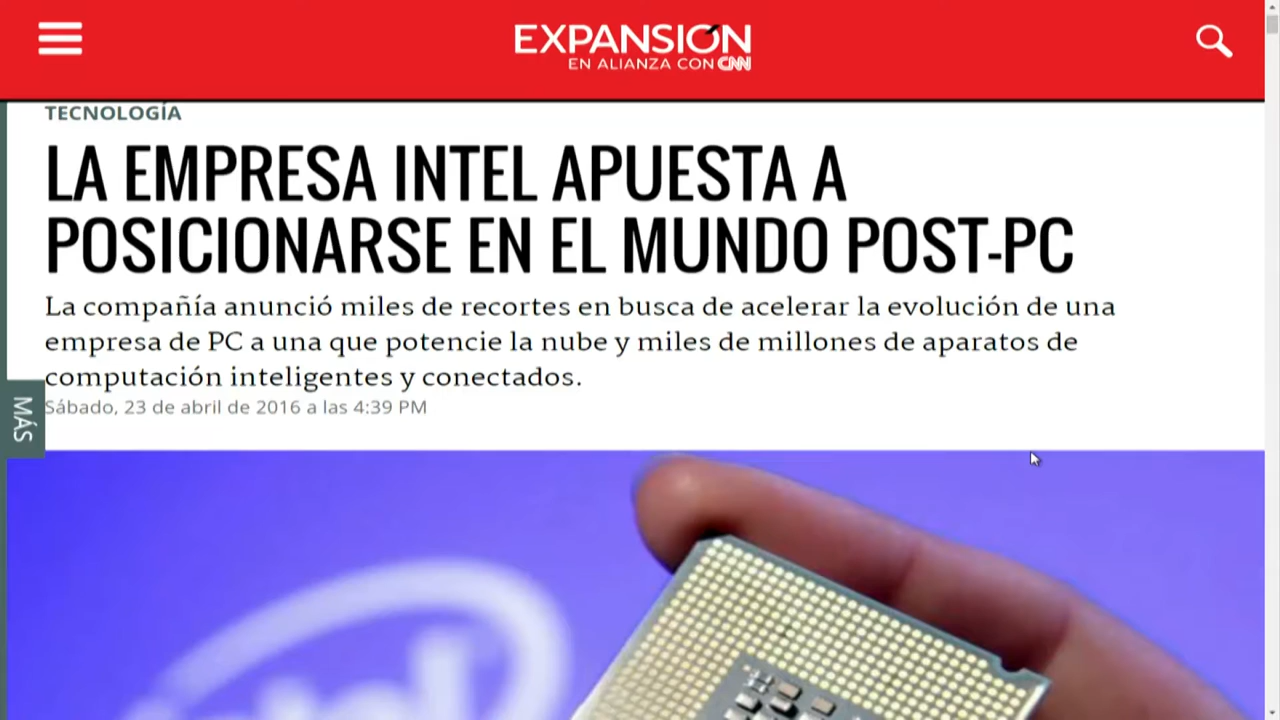 EXPANSIÓN
EN ALIANZA CON CNN
TECNOLOGÍA
LA EMPRESA INTEL APUESTA A
POSICIONARSE EN EL MUNDO POST-PC
La compañía anunció miles de recortes en busca de acelerar la evolución de una
empresa de PC a una que potencie la nube y miles de millones de aparatos de
computación inteligentes y conectados.
Sábado, 23 de abril de 2016 a las 4:39 PM
MÁS
intel